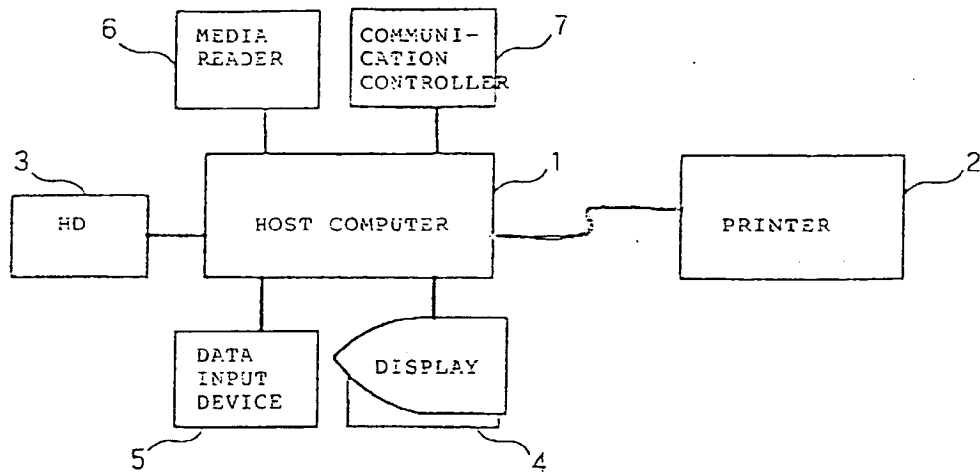 6
MEDIA
READER
COMMUNI-
CATION
CONTROLLER
7
3
HD
1
HOST COMPUTER
2
PRINTER
DATA
INPUT
DEVICE
5
DISPLAY
4